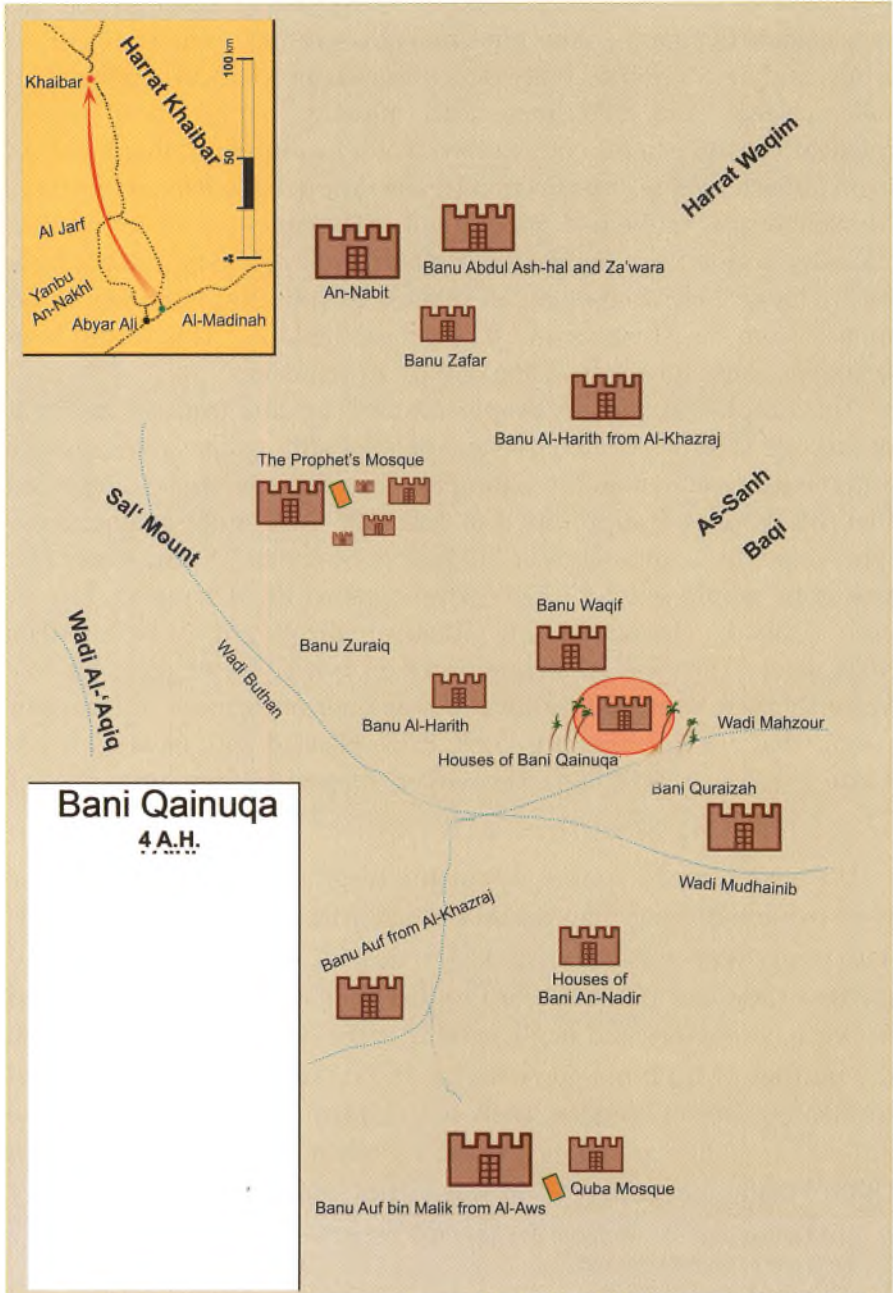 Khaibar
Harrat Khaibar
100 km
50
Al Jarf
Yanbu
An-Nakhl
Abyar Ali
Al-Madinah
Harrat Waqim
An-Nabit
Banu Abdul Ash-hal and Za'wara
Banu Zafar
Banu Al-Harith from Al-Khazraj
The Prophet's Mosque
Sal‘ Mount
As-Sanh
Baqi
Wadi Al-‘Aqiq
Wadi Buthan
Banu Zuraiq
Banu Waqif
Banu Al-Harith
Houses of Bani Qainuqa
Wadi Mahzour
Bani Quraizah
Bani Qainuqa
4 A.H.
Wadi Mudhainib
Banu Auf from Al-Khazraj
Houses of
Bani An-Nadir
Banu Auf bin Malik from Al-Aws
Quba Mosque